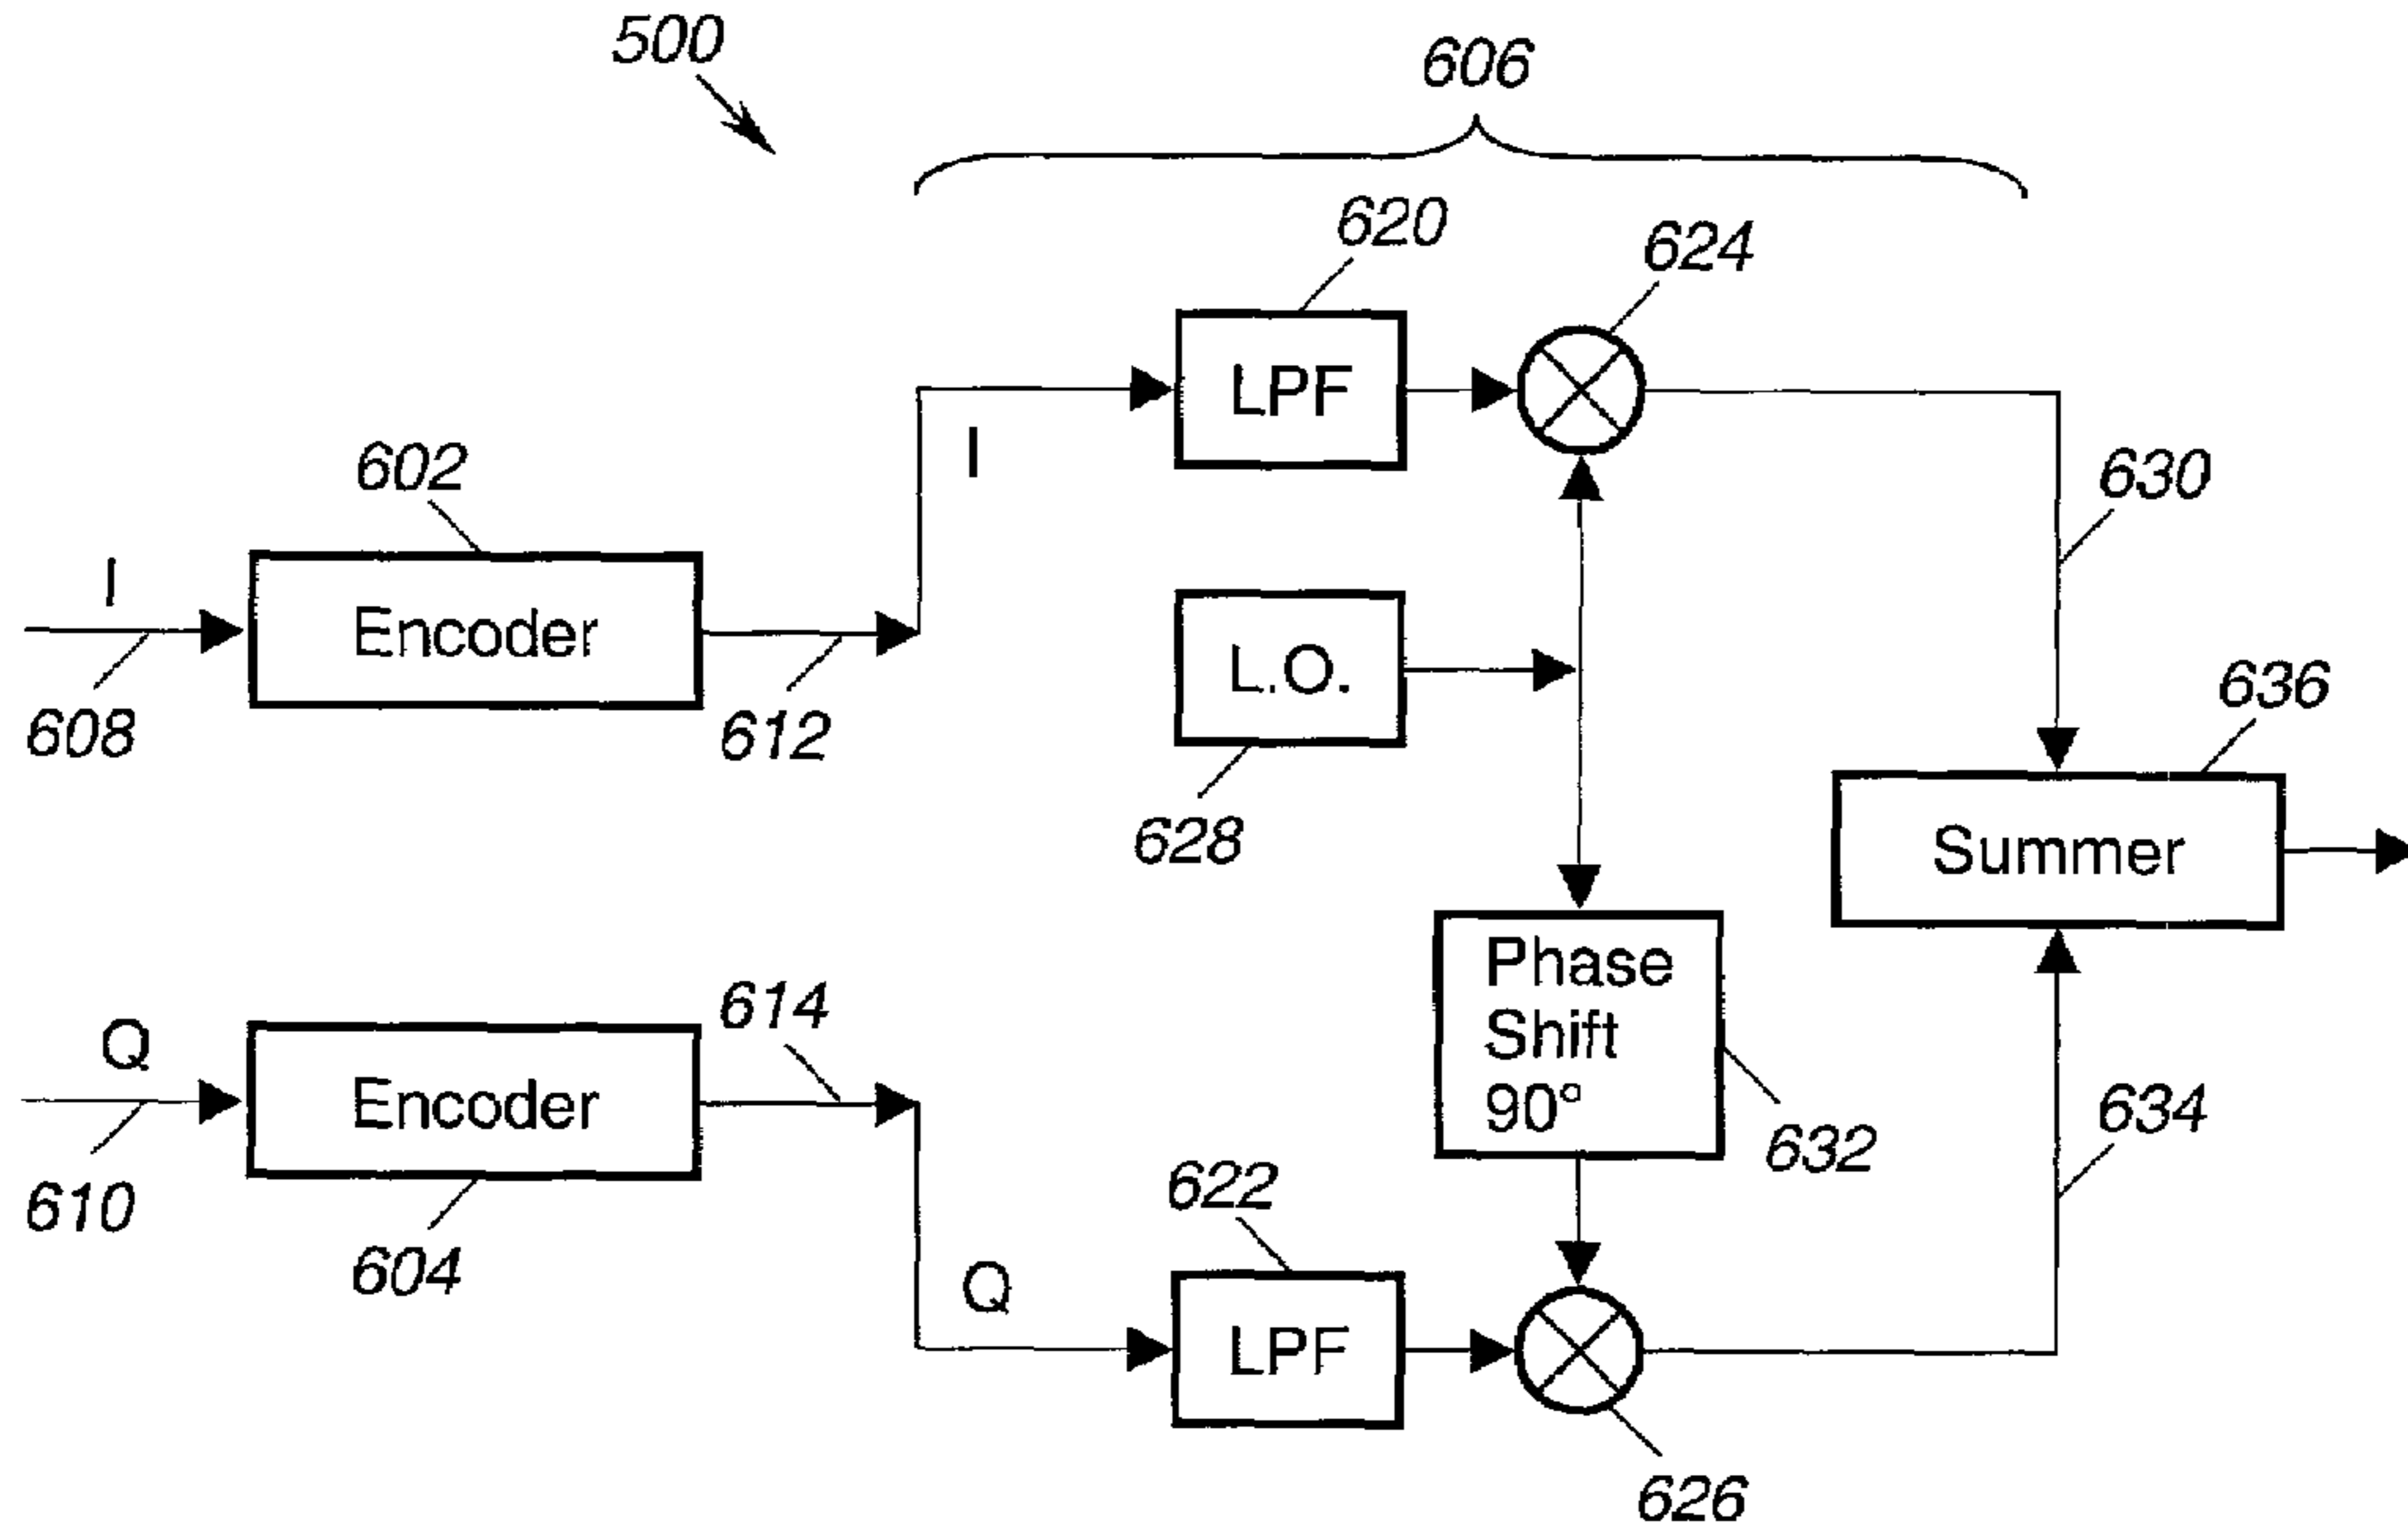 500
606
620
624
LPF
I
602
630
I
Encoder
L.O.
636
608
612
628
Summer
Phase
Shift
90°
614
Q
Encoder
634
632
622
610
604
Q
LPF
626